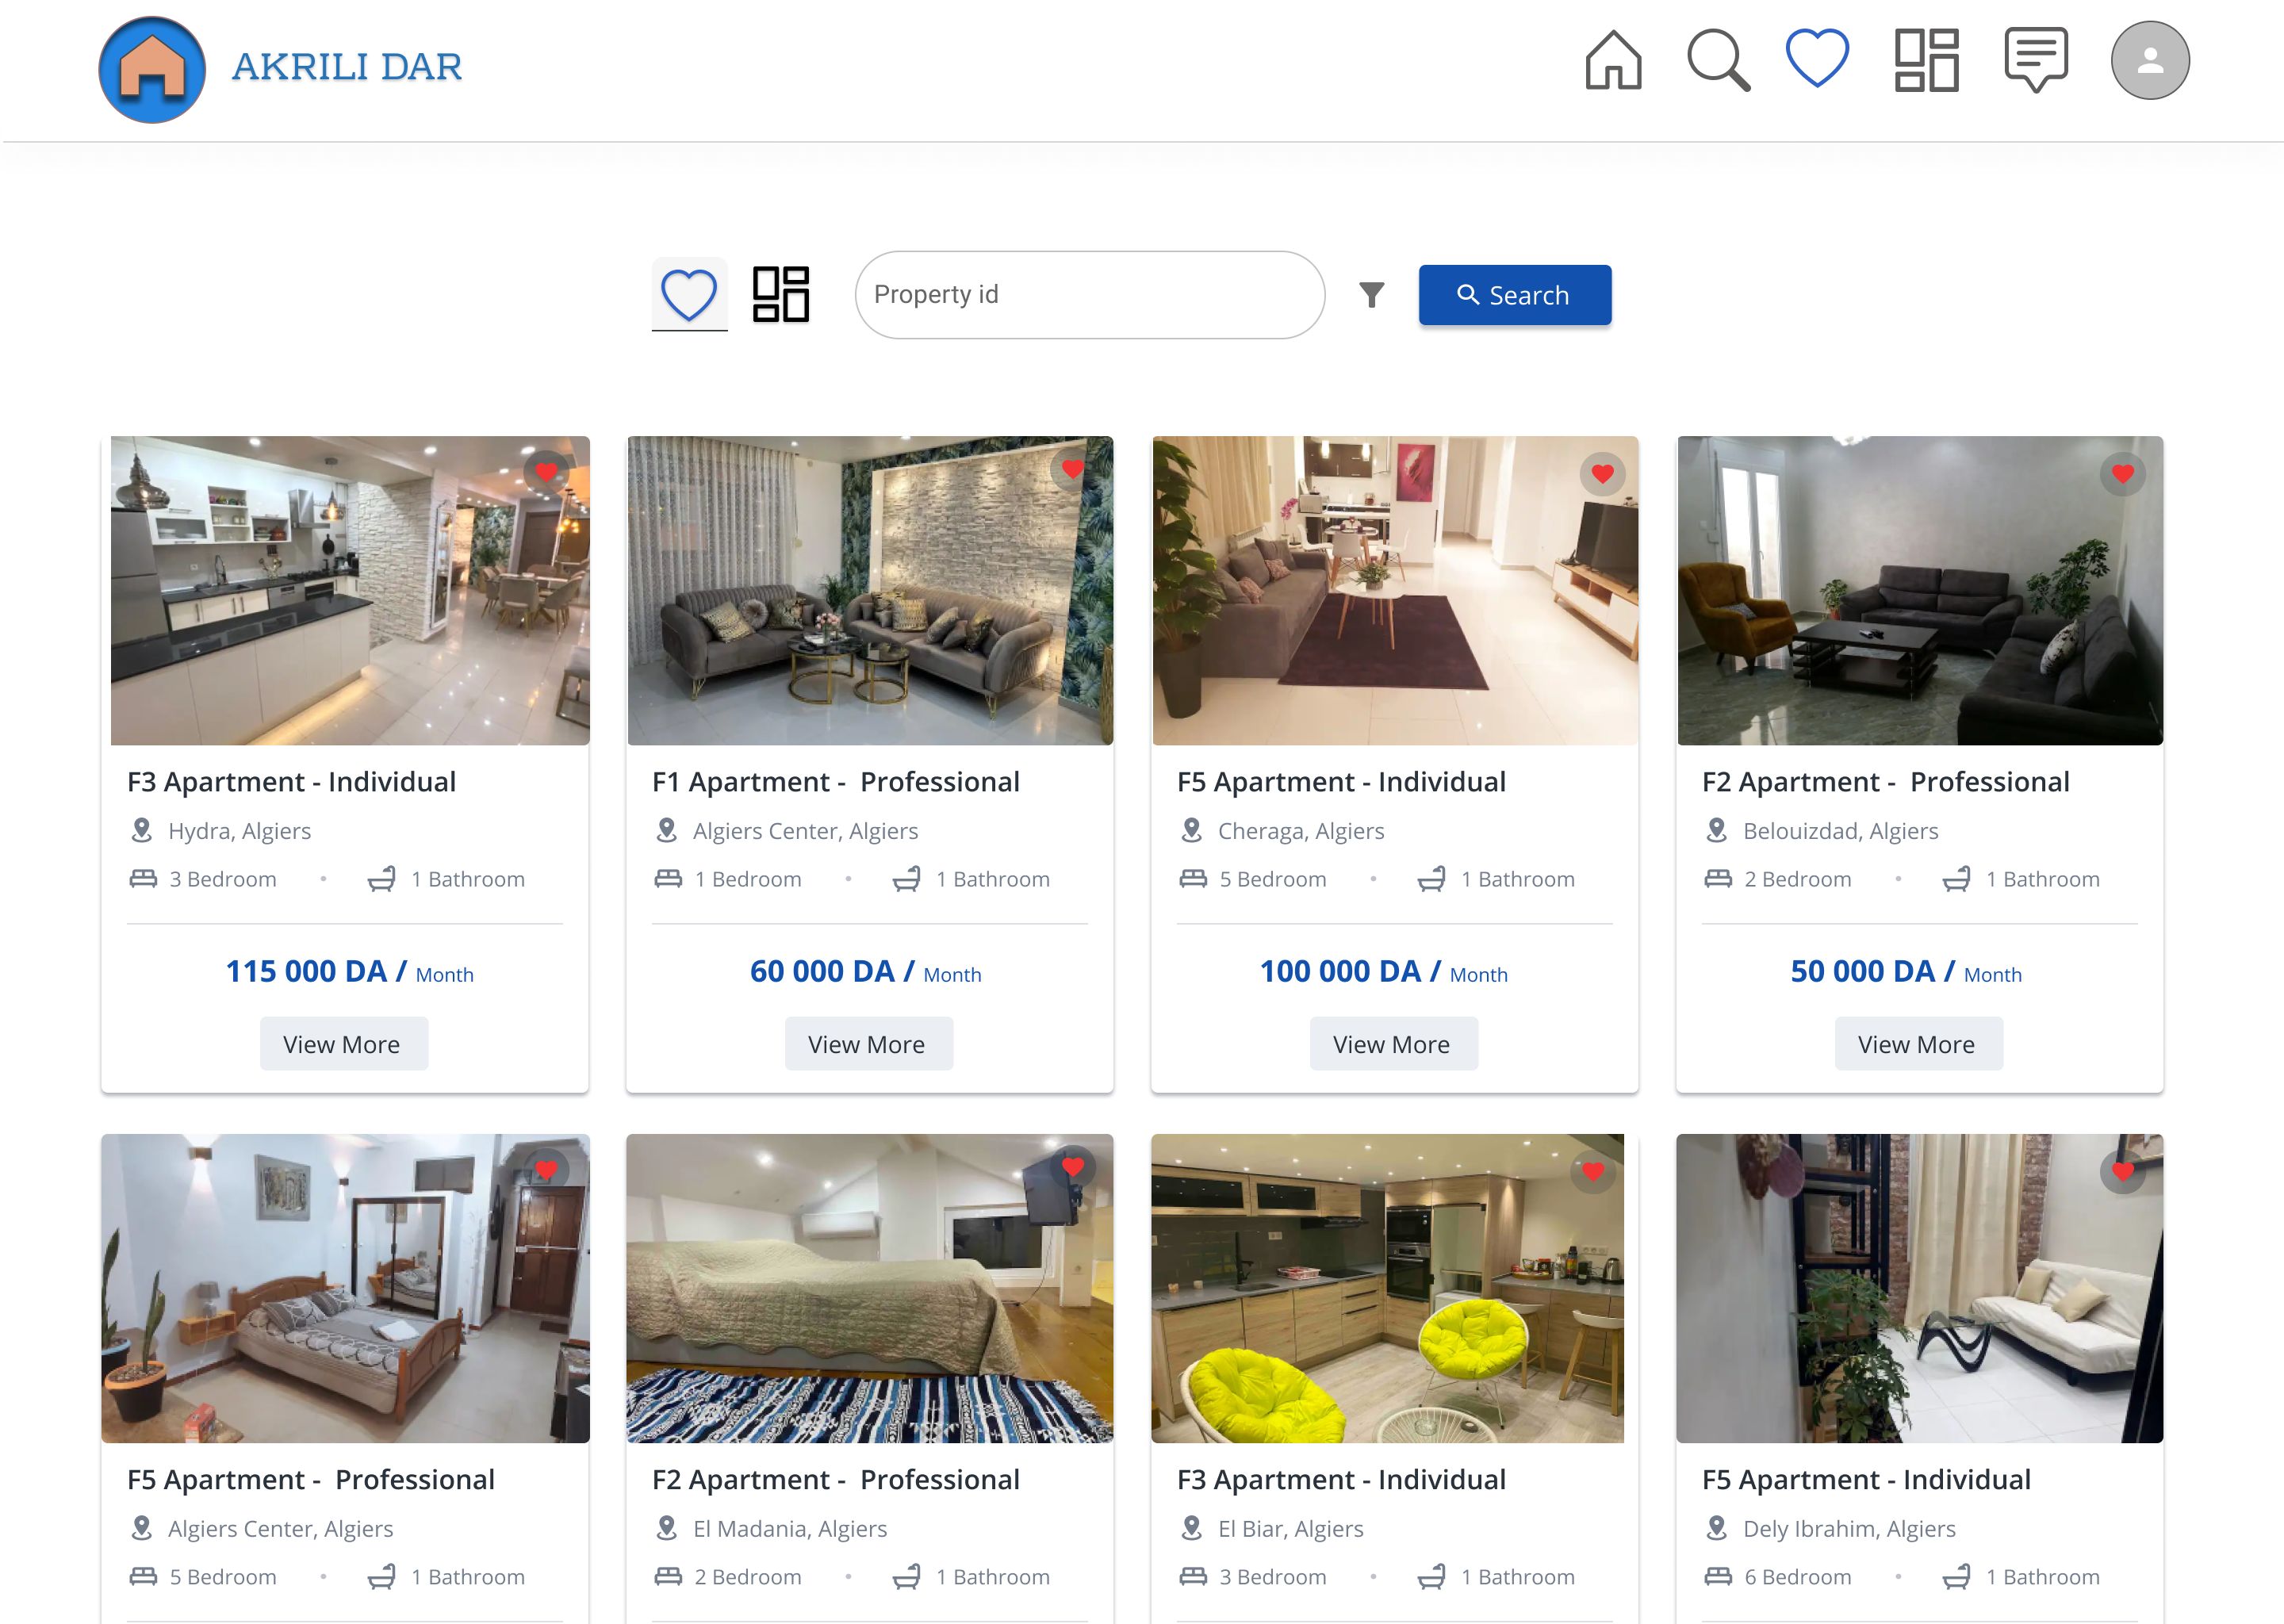 AKRILI DAR
Property id
Search
F3 Apartment - Individual
Hydra, Algiers
3 Bedroom • 1 Bathroom
115 000 DA / Month
View More
F1 Apartment -  Professional
Algiers Center, Algiers
1 Bedroom • 1 Bathroom
60 000 DA / Month
View More
F5 Apartment - Individual
Cheraga, Algiers
5 Bedroom • 1 Bathroom
100 000 DA / Month
View More
F2 Apartment -  Professional
Belouizdad, Algiers
2 Bedroom • 1 Bathroom
50 000 DA / Month
View More
F5 Apartment -  Professional
Algiers Center, Algiers
5 Bedroom • 1 Bathroom
F2 Apartment -  Professional
El Madania, Algiers
2 Bedroom • 1 Bathroom
F3 Apartment - Individual
El Biar, Algiers
3 Bedroom • 1 Bathroom
F5 Apartment - Individual
Dely Ibrahim, Algiers
6 Bedroom • 1 Bathroom